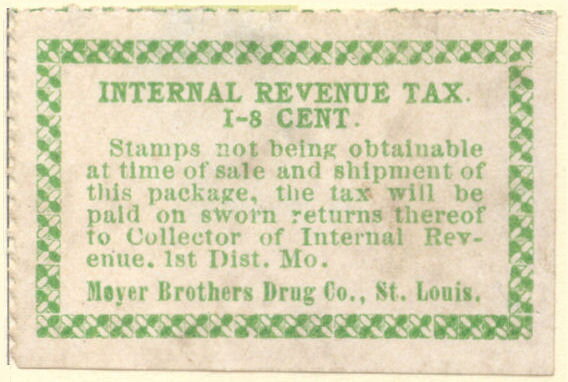 INTERNAL REVENUE TAX.
1-8 CENT.
Stamps not being obtainable
at time of sale and shipment of
this package, the tax will be
paid on sworn returns thereof
to Collector of Internal Rev-
enue. 1st Dist. Mo.
Meyer Brothers Drug Co., St. Louis.